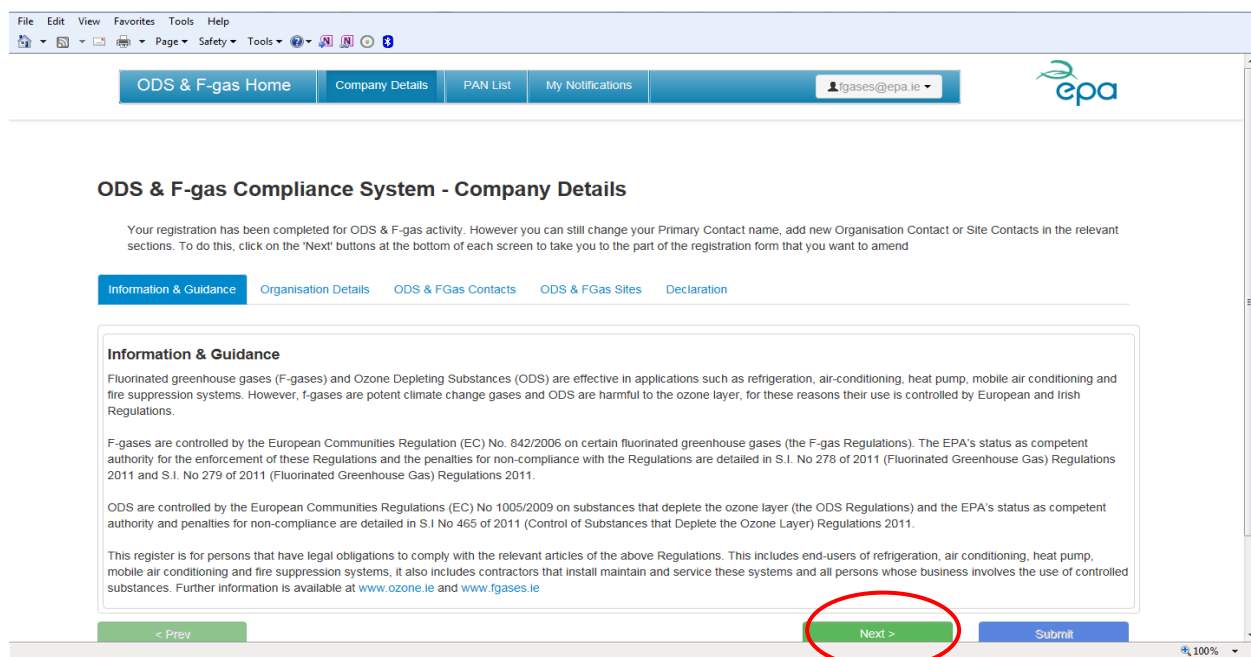 File Edit View Favorites Tools Help
Page Safety Tools
ODS & F-gas Home Company Details PAN List My Notifications fgases@epa.ie
epa
ODS & F-gas Compliance System - Company Details
Your registration has been completed for ODS & F-gas activity. However you can still change your Primary Contact name, add new Organisation Contact or Site Contacts in the relevant
sections. To do this, click on the 'Next' buttons at the bottom of each screen to take you to the part of the registration form that you want to amend
Information & Guidance Organisation Details ODS & FGas Contacts ODS & FGas Sites Declaration
Information & Guidance
Fluorinated greenhouse gases (F-gases) and Ozone Depleting Substances (ODS) are effective in applications such as refrigeration, air-conditioning, heat pump, mobile air conditioning and
fire suppression systems. However, f-gases are potent climate change gases and ODS are harmful to the ozone layer, for these reasons their use is controlled by European and Irish
Regulations.
F-gases are controlled by the European Communities Regulation (EC) No. 842/2006 on certain fluorinated greenhouse gases (the F-gas Regulations). The EPA's status as competent
authority for the enforcement of these Regulations and the penalties for non-compliance with the Regulations are detailed in S.I. No 278 of 2011 (Fluorinated Greenhouse Gas) Regulations
2011 and S.I. No 279 of 2011 (Fluorinated Greenhouse Gas) Regulations 2011.
ODS are controlled by the European Communities Regulations (EC) No 1005/2009 on substances that deplete the ozone layer (the ODS Regulations) and the EPA's status as competent
authority and penalties for non-compliance are detailed in S.I No 465 of 2011 (Control of Substances that Deplete the Ozone Layer) Regulations 2011.
This register is for persons that have legal obligations to comply with the relevant articles of the above Regulations. This includes end-users of refrigeration, air conditioning, heat pump,
mobile air conditioning and fire suppression systems, it also includes contractors that install maintain and service these systems and all persons whose business involves the use of controlled
substances. Further information is available at www.ozone.ie and www.fgases.ie
< Prev Next > Submit
100%